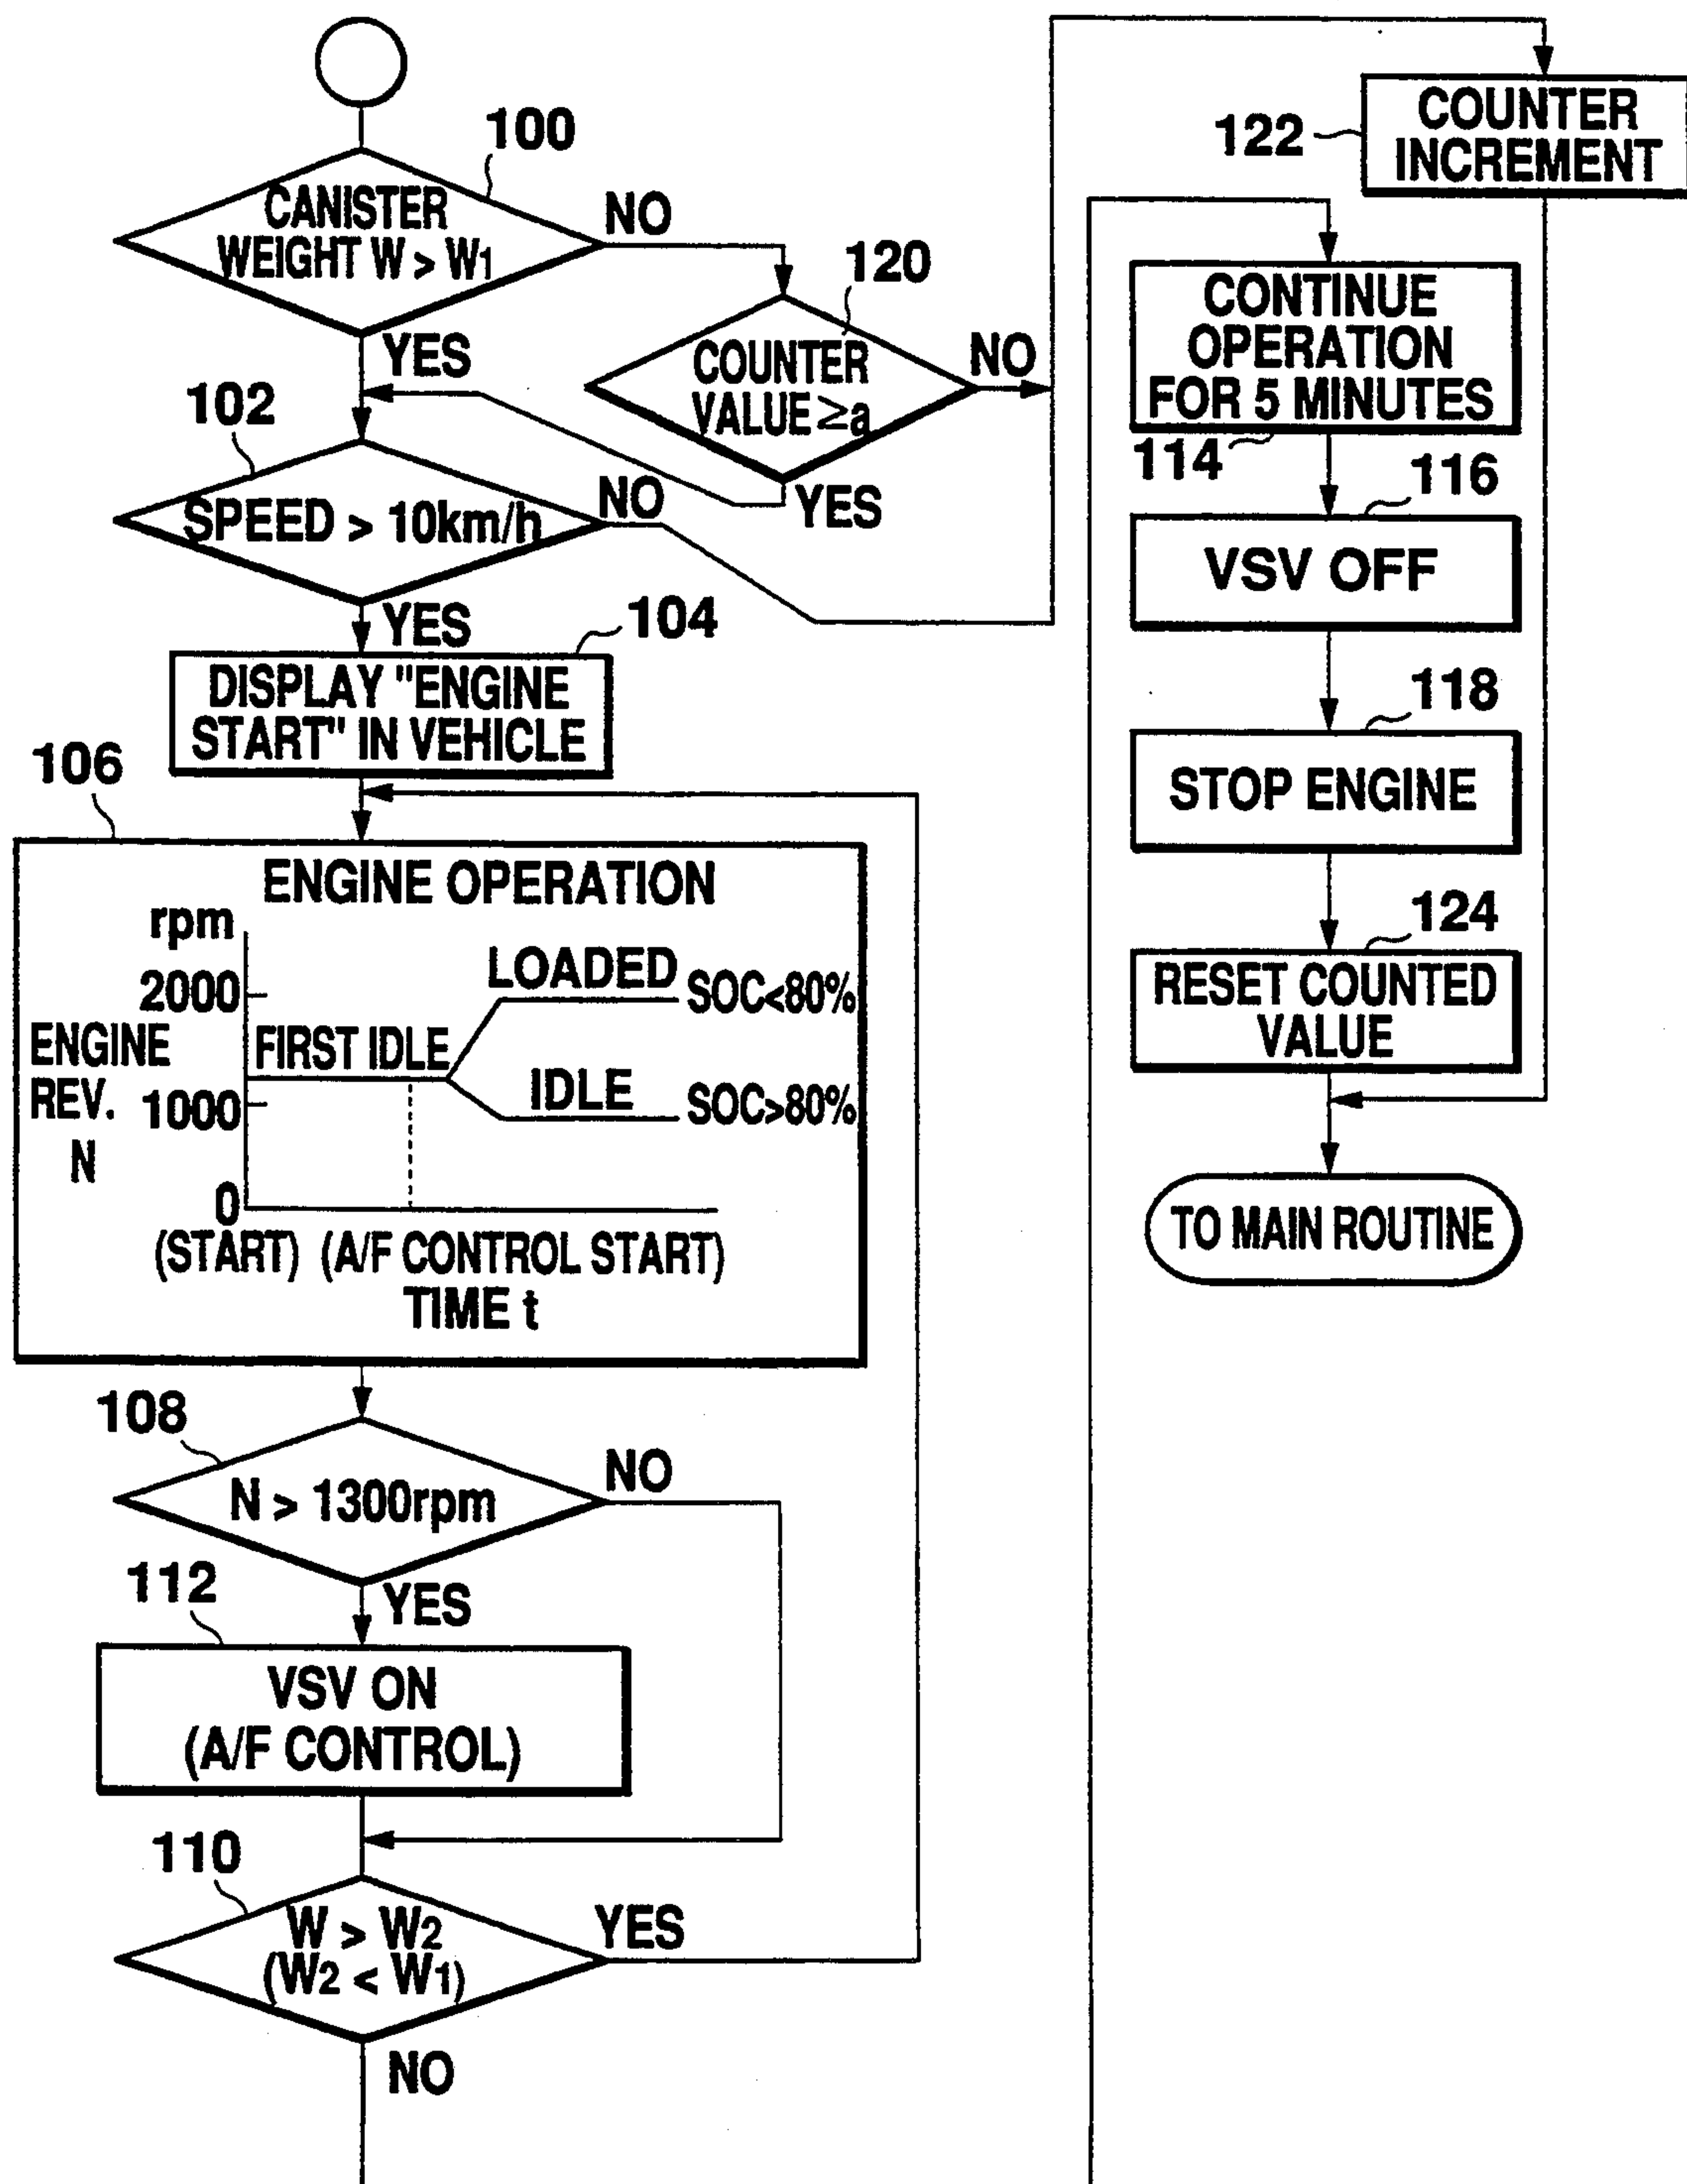 100
CANISTER
WEIGHT W > W1
NO
YES
120
COUNTER
VALUE ≥a
NO
YES
102
SPEED > 10km/h
NO
YES
104
DISPLAY "ENGINE
START" IN VEHICLE
106
ENGINE OPERATION
rpm
2000
1000
0
ENGINE
REV.
N
FIRST IDLE
LOADED
SOC<80%
IDLE
SOC>80%
(START) (A/F CONTROL START)
TIME t
108
N > 1300rpm
NO
YES
112
VSV ON
(A/F CONTROL)
110
W > W2
(W2 < W1)
YES
NO
122
COUNTER
INCREMENT
CONTINUE
OPERATION
FOR 5 MINUTES
114
116
VSV OFF
118
STOP ENGINE
124
RESET COUNTED
VALUE
TO MAIN ROUTINE